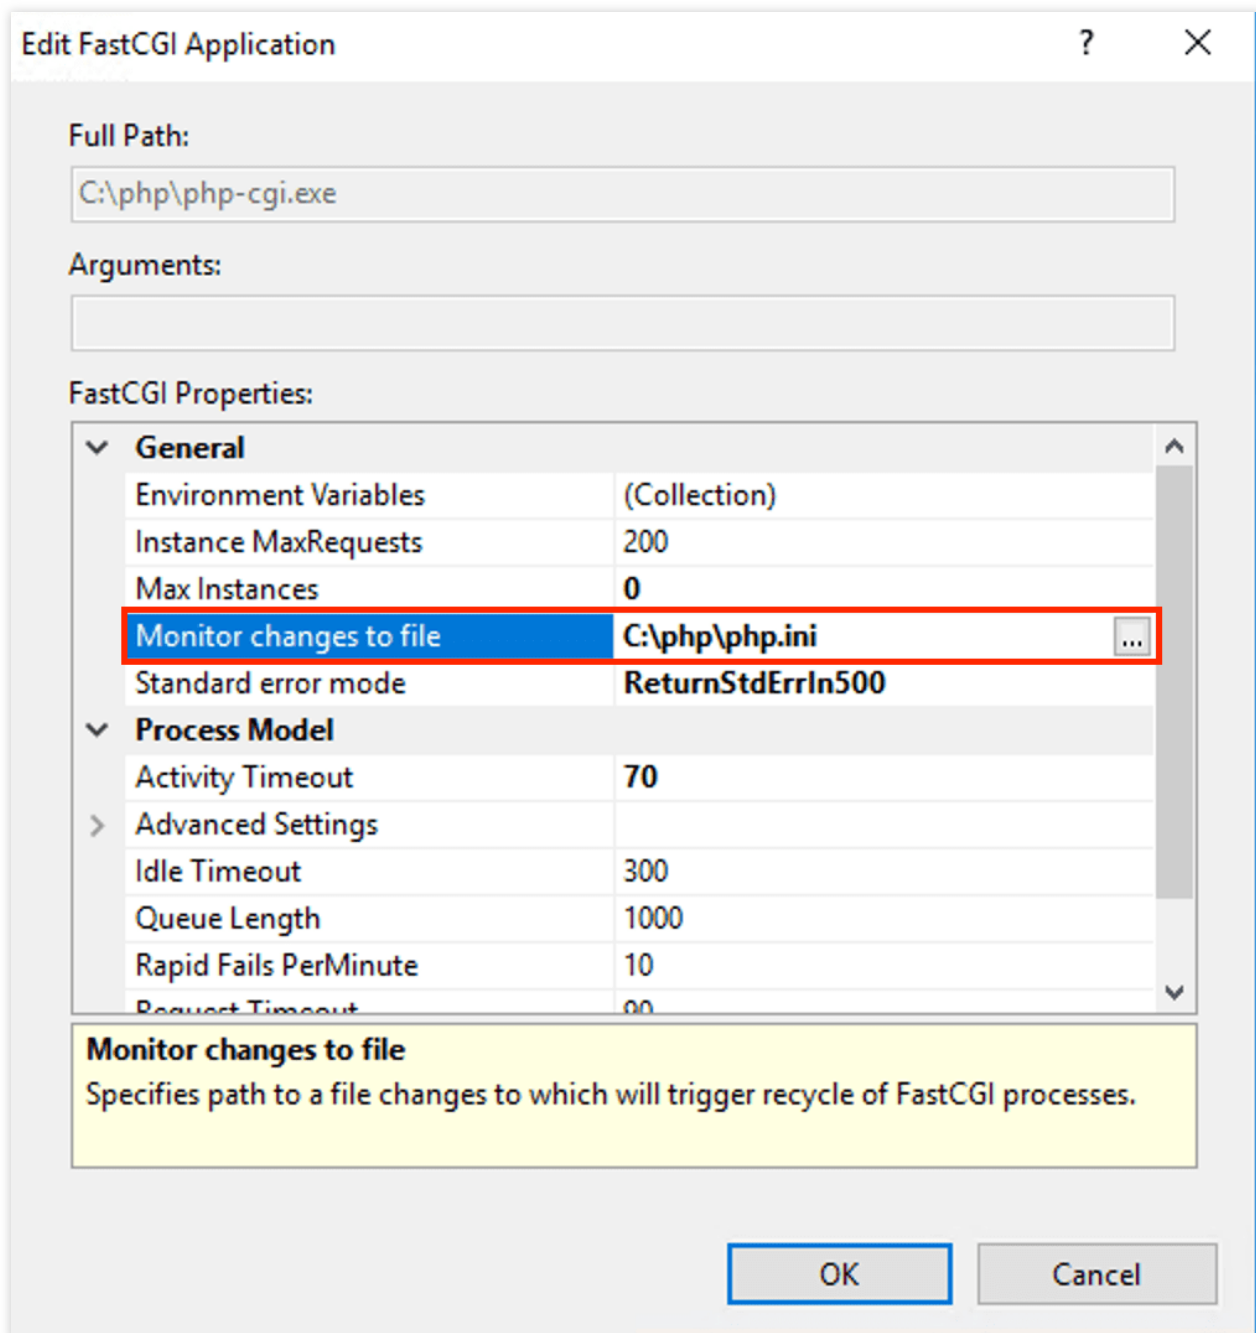 Edit FastCGI Application ?
Full Path:
C:\php\php-cgi.exe
Arguments:
FastCGI Properties:
General
Environment Variables (Collection)
Instance MaxRequests 200
Max Instances 0
Monitor changes to file C:\php\php.ini ...
Standard error mode ReturnStdErrIn500
Process Model
Activity Timeout 70
Advanced Settings
Idle Timeout 300
Queue Length 1000
Rapid Fails PerMinute 10
Request Timeout 90
Monitor changes to file
Specifies path to a file changes to which will trigger recycle of FastCGI processes.
OK Cancel